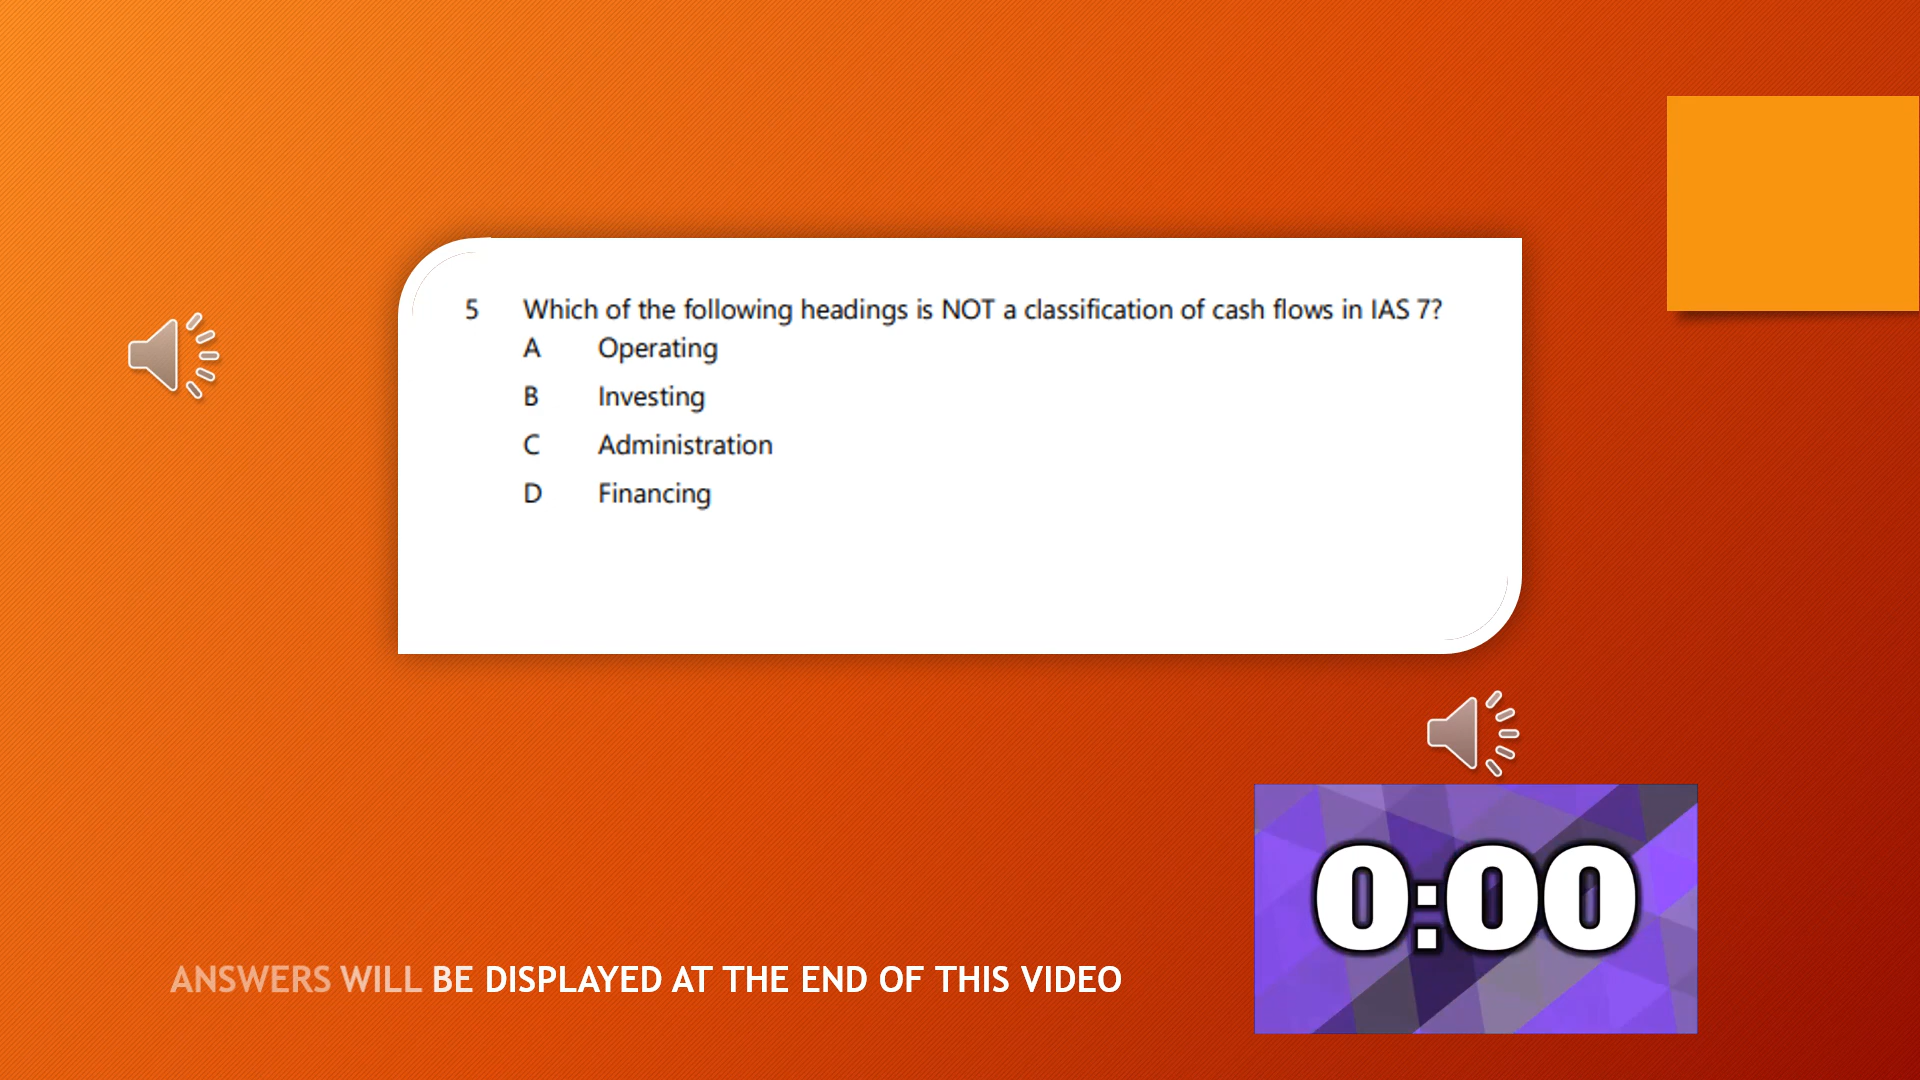 5 Which of the following headings is NOT a classification of cash flows in IAS 7?
A Operating
B Investing
C Administration
D Financing
0:00
ANSWERS WILL BE DISPLAYED AT THE END OF THIS VIDEO